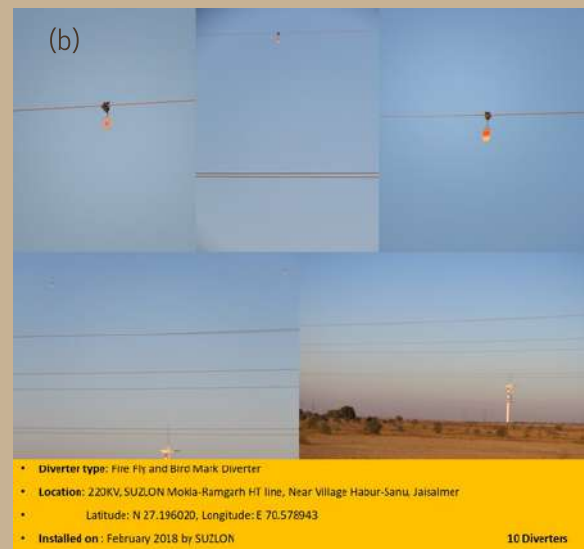 (b)
• Diverter type: Fire Fly and Bird Mark Diverter
• Location: 220KV, SUZLON Mokla-Ramgarh HT line, Near Village Habur-Sanu, Jaisalmer
• Latitude: N 27.196020, Longitude: E 70.578943
• Installed on : February 2018 by SUZLON 10 Diverters